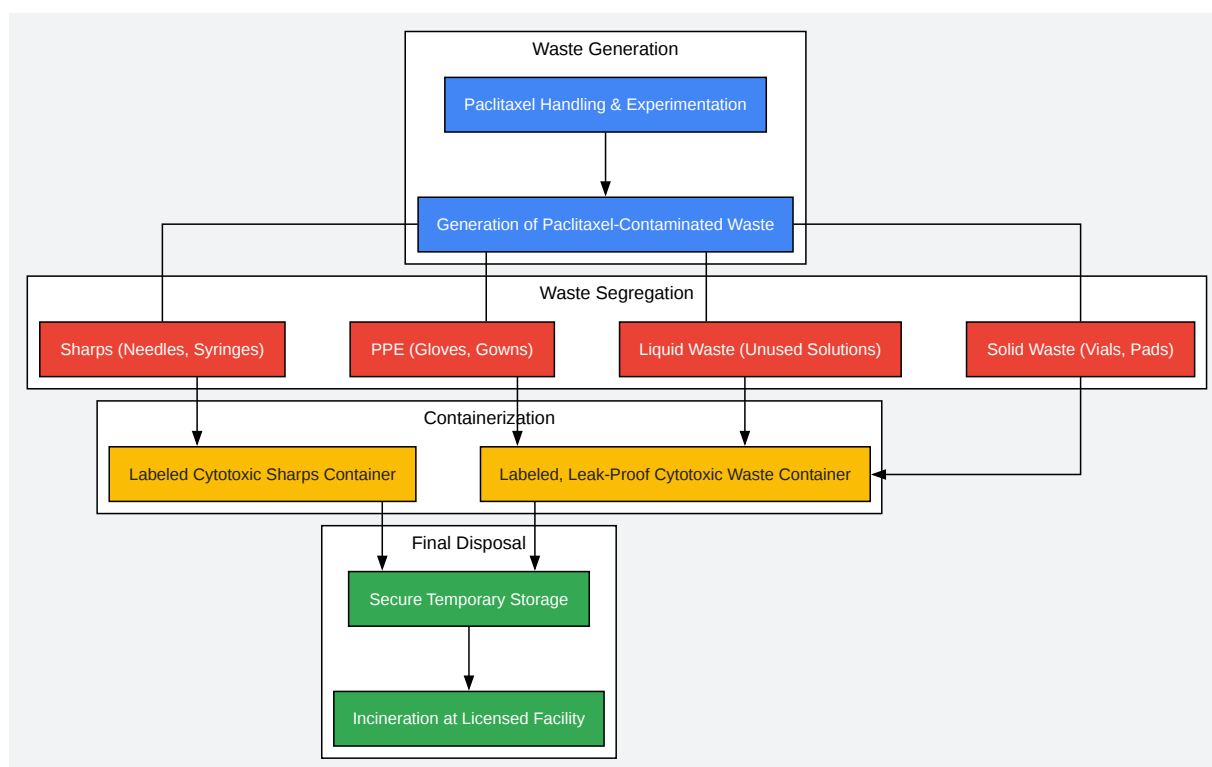 Waste Generation
Paclitaxel Handling & Experimentation
Generation of Paclitaxel-Contaminated Waste
Waste Segregation
Sharps (Needles, Syringes)
PPE (Gloves, Gowns)
Liquid Waste (Unused Solutions)
Solid Waste (Vials, Pads)
Containerization
Labeled Cytotoxic Sharps Container
Labeled, Leak-Proof Cytotoxic Waste Container
Final Disposal
Secure Temporary Storage
Incineration at Licensed Facility